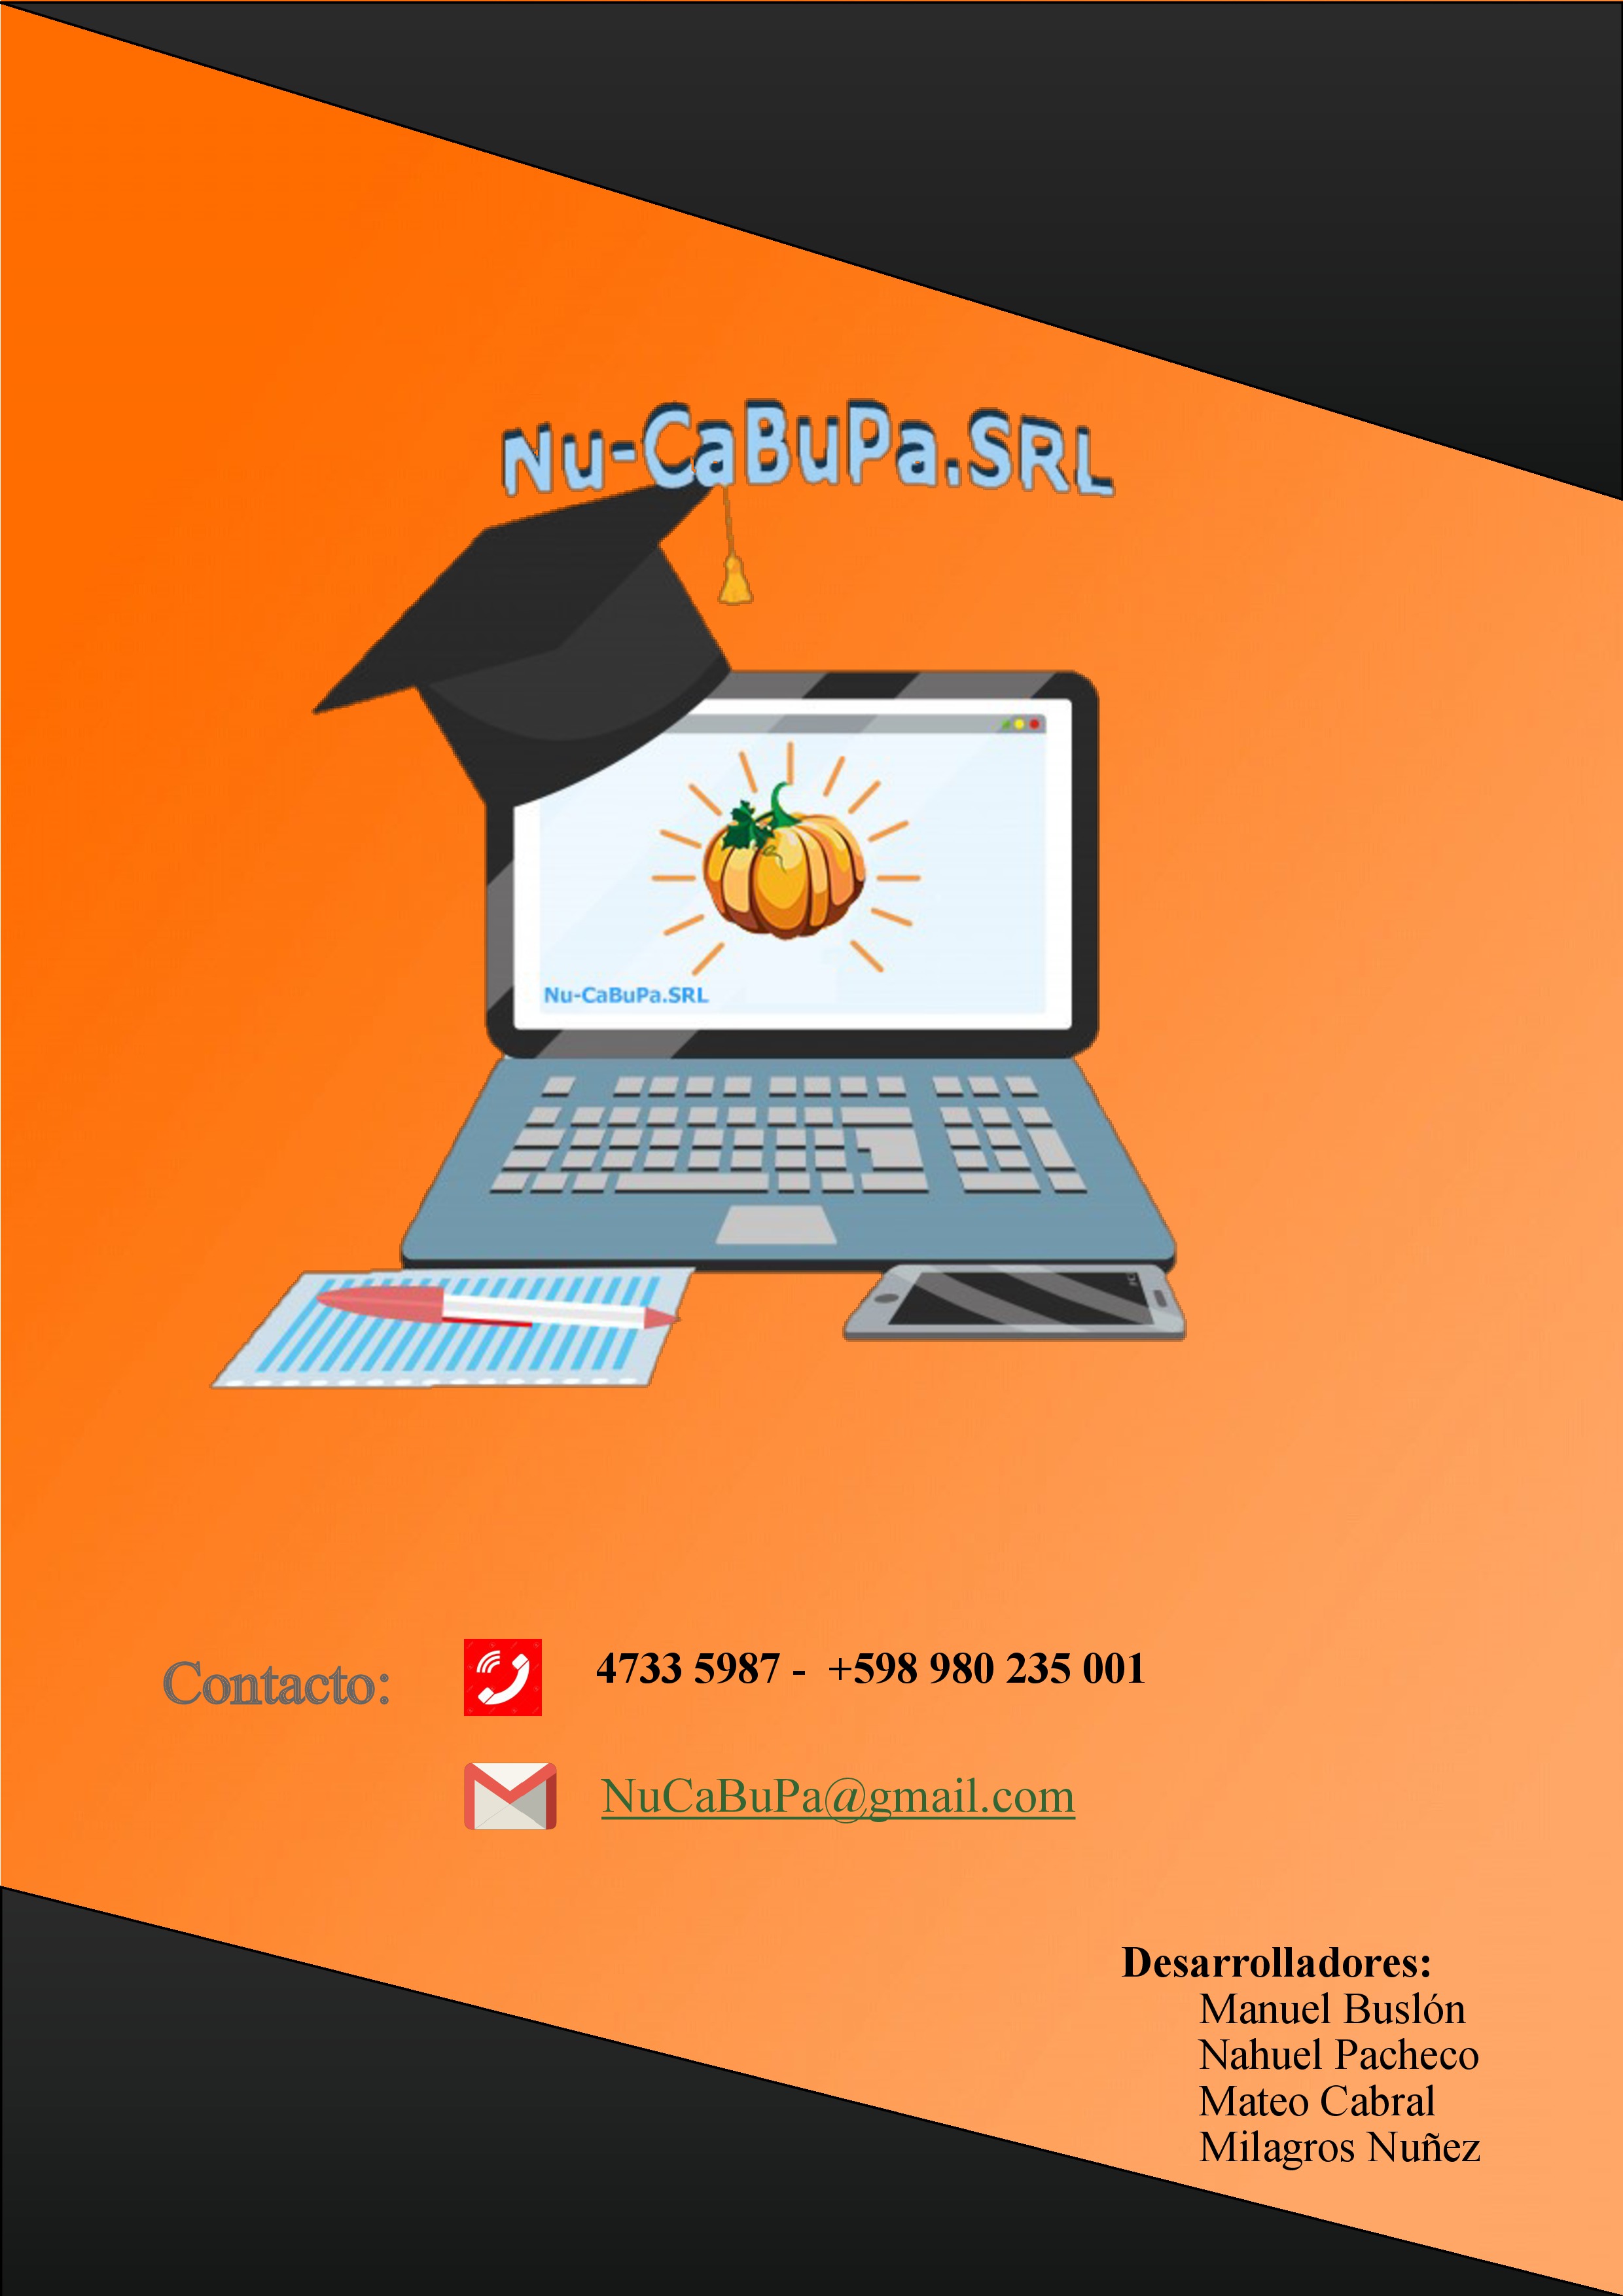 Nu-CaBuPa.SRL
Nu-CaBuPa.SRL
Contacto:
4733 5987 -  +598 980 235 001
NuCaBuPa@gmail.com
Desarrolladores:
Manuel Buslón
Nahuel Pacheco
Mateo Cabral
Milagros Nuñez